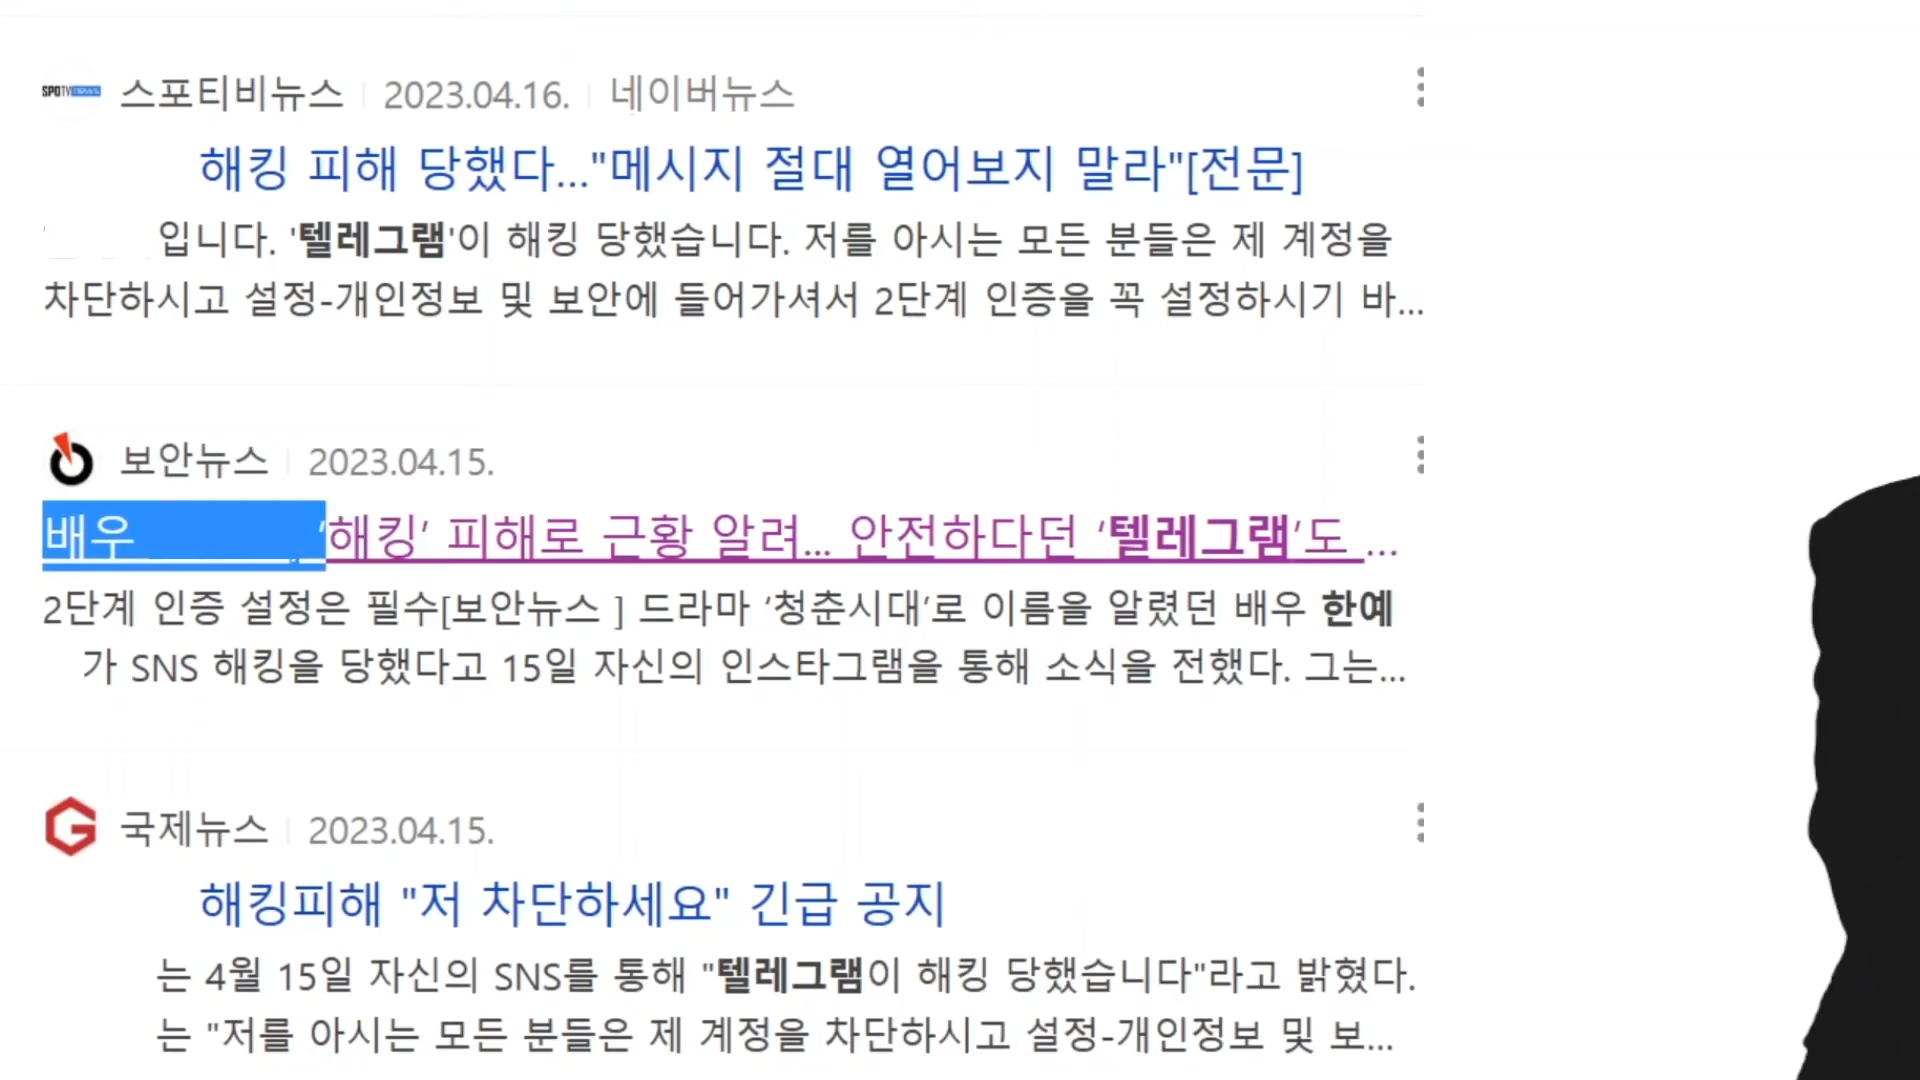 SPOTV NEWS 스포티비뉴스 2023.04.16. 네이버뉴스
해킹 피해 당했다..."메시지 절대 열어보지 말라"[전문]
입니다. '텔레그램'이 해킹 당했습니다. 저를 아시는 모든 분들은 제 계정을
차단하시고 설정-개인정보 및 보안에 들어가셔서 2단계 인증을 꼭 설정하시기 바...
보안뉴스 2023.04.15.
배우 '해킹’ 피해로 근황 알려... 안전하다던 ‘텔레그램’도 ...
2단계 인증 설정은 필수[보안뉴스 ] 드라마 ‘청춘시대’로 이름을 알렸던 배우 한예
가 SNS 해킹을 당했다고 15일 자신의 인스타그램을 통해 소식을 전했다. 그는...
국제뉴스 2023.04.15.
해킹피해 "저 차단하세요" 긴급 공지
는 4월 15일 자신의 SNS를 통해 "텔레그램이 해킹 당했습니다"라고 밝혔다.
는 "저를 아시는 모든 분들은 제 계정을 차단하시고 설정-개인정보 및 보...